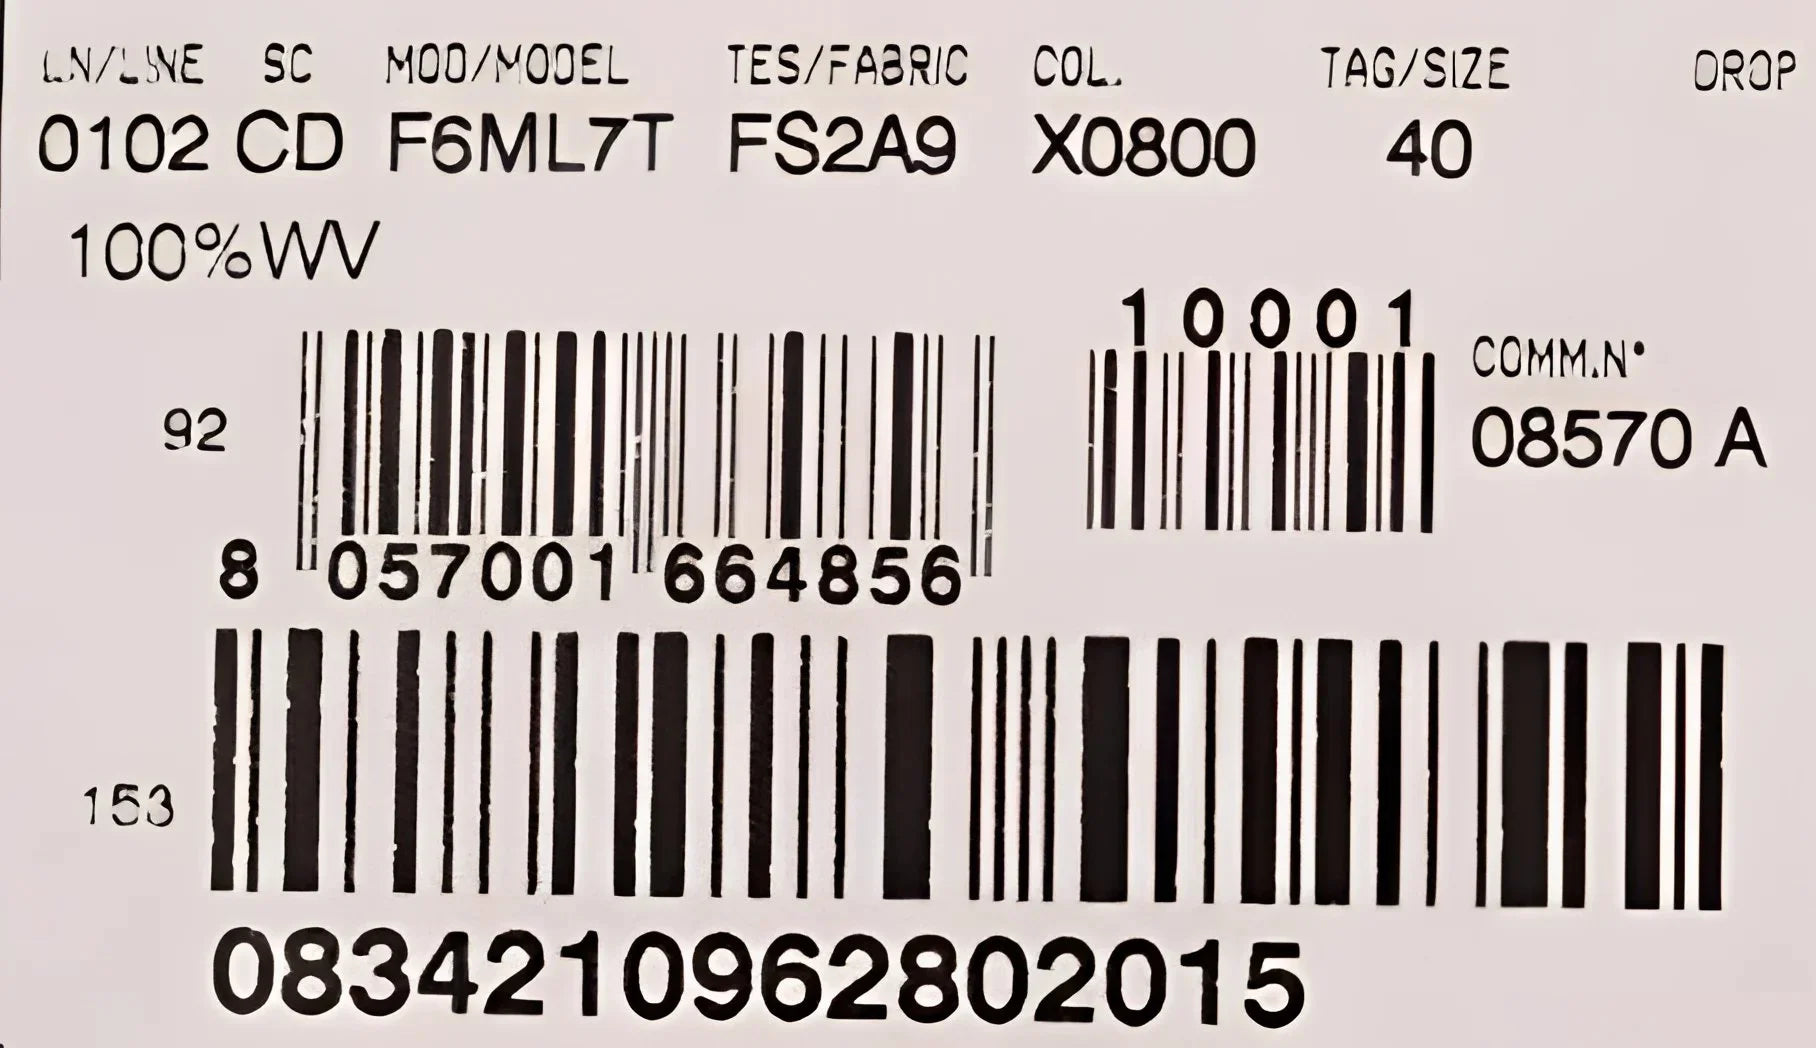 LN/LINE SC MOD/MODEL TES/FABRIC COL. TAG/SIZE DROP
0102 CD F6ML7T FS2A9 X0800 40
100%WV
10001
COMM.N°
92
08570 A
8 057001 664856
153
0834210962802015